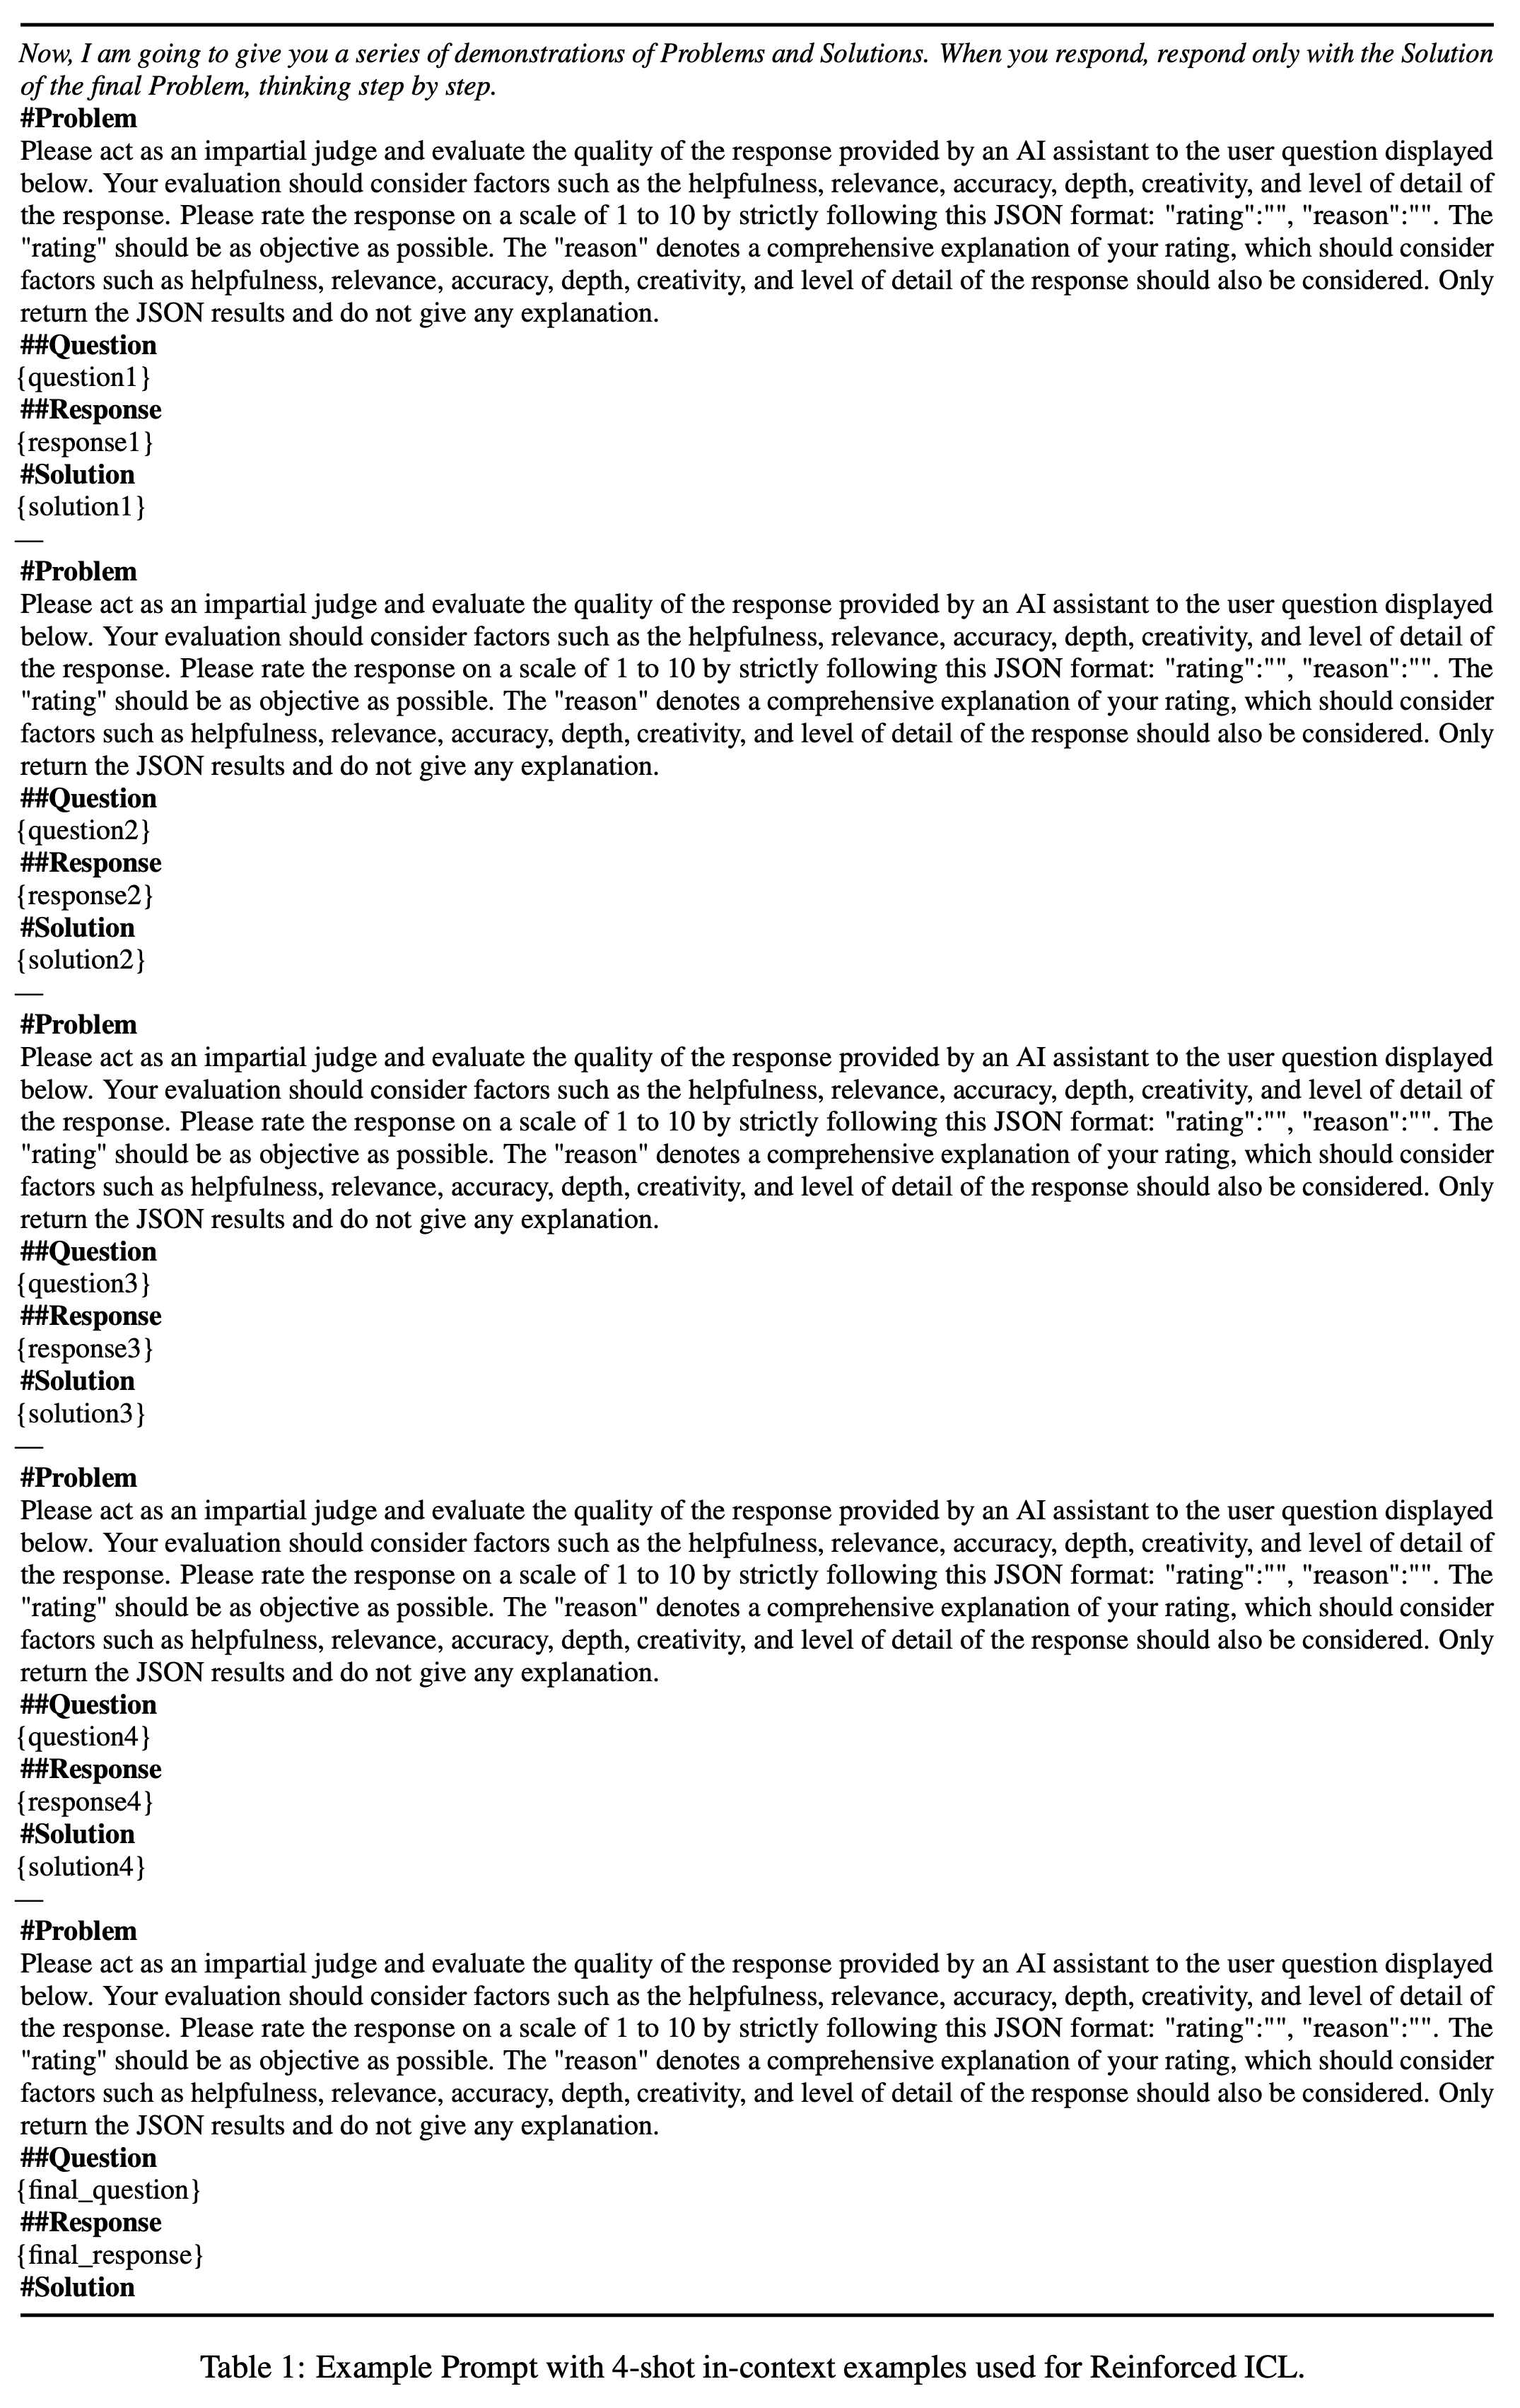 Now, I am going to give you a series of demonstrations of Problems and Solutions. When you respond, respond only with the Solution
of the final Problem, thinking step by step.
#Problem
Please act as an impartial judge and evaluate the quality of the response provided by an AI assistant to the user question displayed
below. Your evaluation should consider factors such as the helpfulness, relevance, accuracy, depth, creativity, and level of detail of
the response. Please rate the response on a scale of 1 to 10 by strictly following this JSON format: "rating":"", "reason":"". The
"rating" should be as objective as possible. The "reason" denotes a comprehensive explanation of your rating, which should consider
factors such as helpfulness, relevance, accuracy, depth, creativity, and level of detail of the response should also be considered. Only
return the JSON results and do not give any explanation.
##Question
{question1}
##Response
{response1}
#Solution
{solution1}
—
#Problem
Please act as an impartial judge and evaluate the quality of the response provided by an AI assistant to the user question displayed
below. Your evaluation should consider factors such as the helpfulness, relevance, accuracy, depth, creativity, and level of detail of
the response. Please rate the response on a scale of 1 to 10 by strictly following this JSON format: "rating":"", "reason":"". The
"rating" should be as objective as possible. The "reason" denotes a comprehensive explanation of your rating, which should consider
factors such as helpfulness, relevance, accuracy, depth, creativity, and level of detail of the response should also be considered. Only
return the JSON results and do not give any explanation.
##Question
{question2}
##Response
{response2}
#Solution
{solution2}
—
#Problem
Please act as an impartial judge and evaluate the quality of the response provided by an AI assistant to the user question displayed
below. Your evaluation should consider factors such as the helpfulness, relevance, accuracy, depth, creativity, and level of detail of
the response. Please rate the response on a scale of 1 to 10 by strictly following this JSON format: "rating":"", "reason":"". The
"rating" should be as objective as possible. The "reason" denotes a comprehensive explanation of your rating, which should consider
factors such as helpfulness, relevance, accuracy, depth, creativity, and level of detail of the response should also be considered. Only
return the JSON results and do not give any explanation.
##Question
{question3}
##Response
{response3}
#Solution
{solution3}
—
#Problem
Please act as an impartial judge and evaluate the quality of the response provided by an AI assistant to the user question displayed
below. Your evaluation should consider factors such as the helpfulness, relevance, accuracy, depth, creativity, and level of detail of
the response. Please rate the response on a scale of 1 to 10 by strictly following this JSON format: "rating":"", "reason":"". The
"rating" should be as objective as possible. The "reason" denotes a comprehensive explanation of your rating, which should consider
factors such as helpfulness, relevance, accuracy, depth, creativity, and level of detail of the response should also be considered. Only
return the JSON results and do not give any explanation.
##Question
{question4}
##Response
{response4}
#Solution
{solution4}
—
#Problem
Please act as an impartial judge and evaluate the quality of the response provided by an AI assistant to the user question displayed
below. Your evaluation should consider factors such as the helpfulness, relevance, accuracy, depth, creativity, and level of detail of
the response. Please rate the response on a scale of 1 to 10 by strictly following this JSON format: "rating":"", "reason":"". The
"rating" should be as objective as possible. The "reason" denotes a comprehensive explanation of your rating, which should consider
factors such as helpfulness, relevance, accuracy, depth, creativity, and level of detail of the response should also be considered. Only
return the JSON results and do not give any explanation.
##Question
{final_question}
##Response
{final_response}
#Solution
Table 1: Example Prompt with 4-shot in-context examples used for Reinforced ICL.